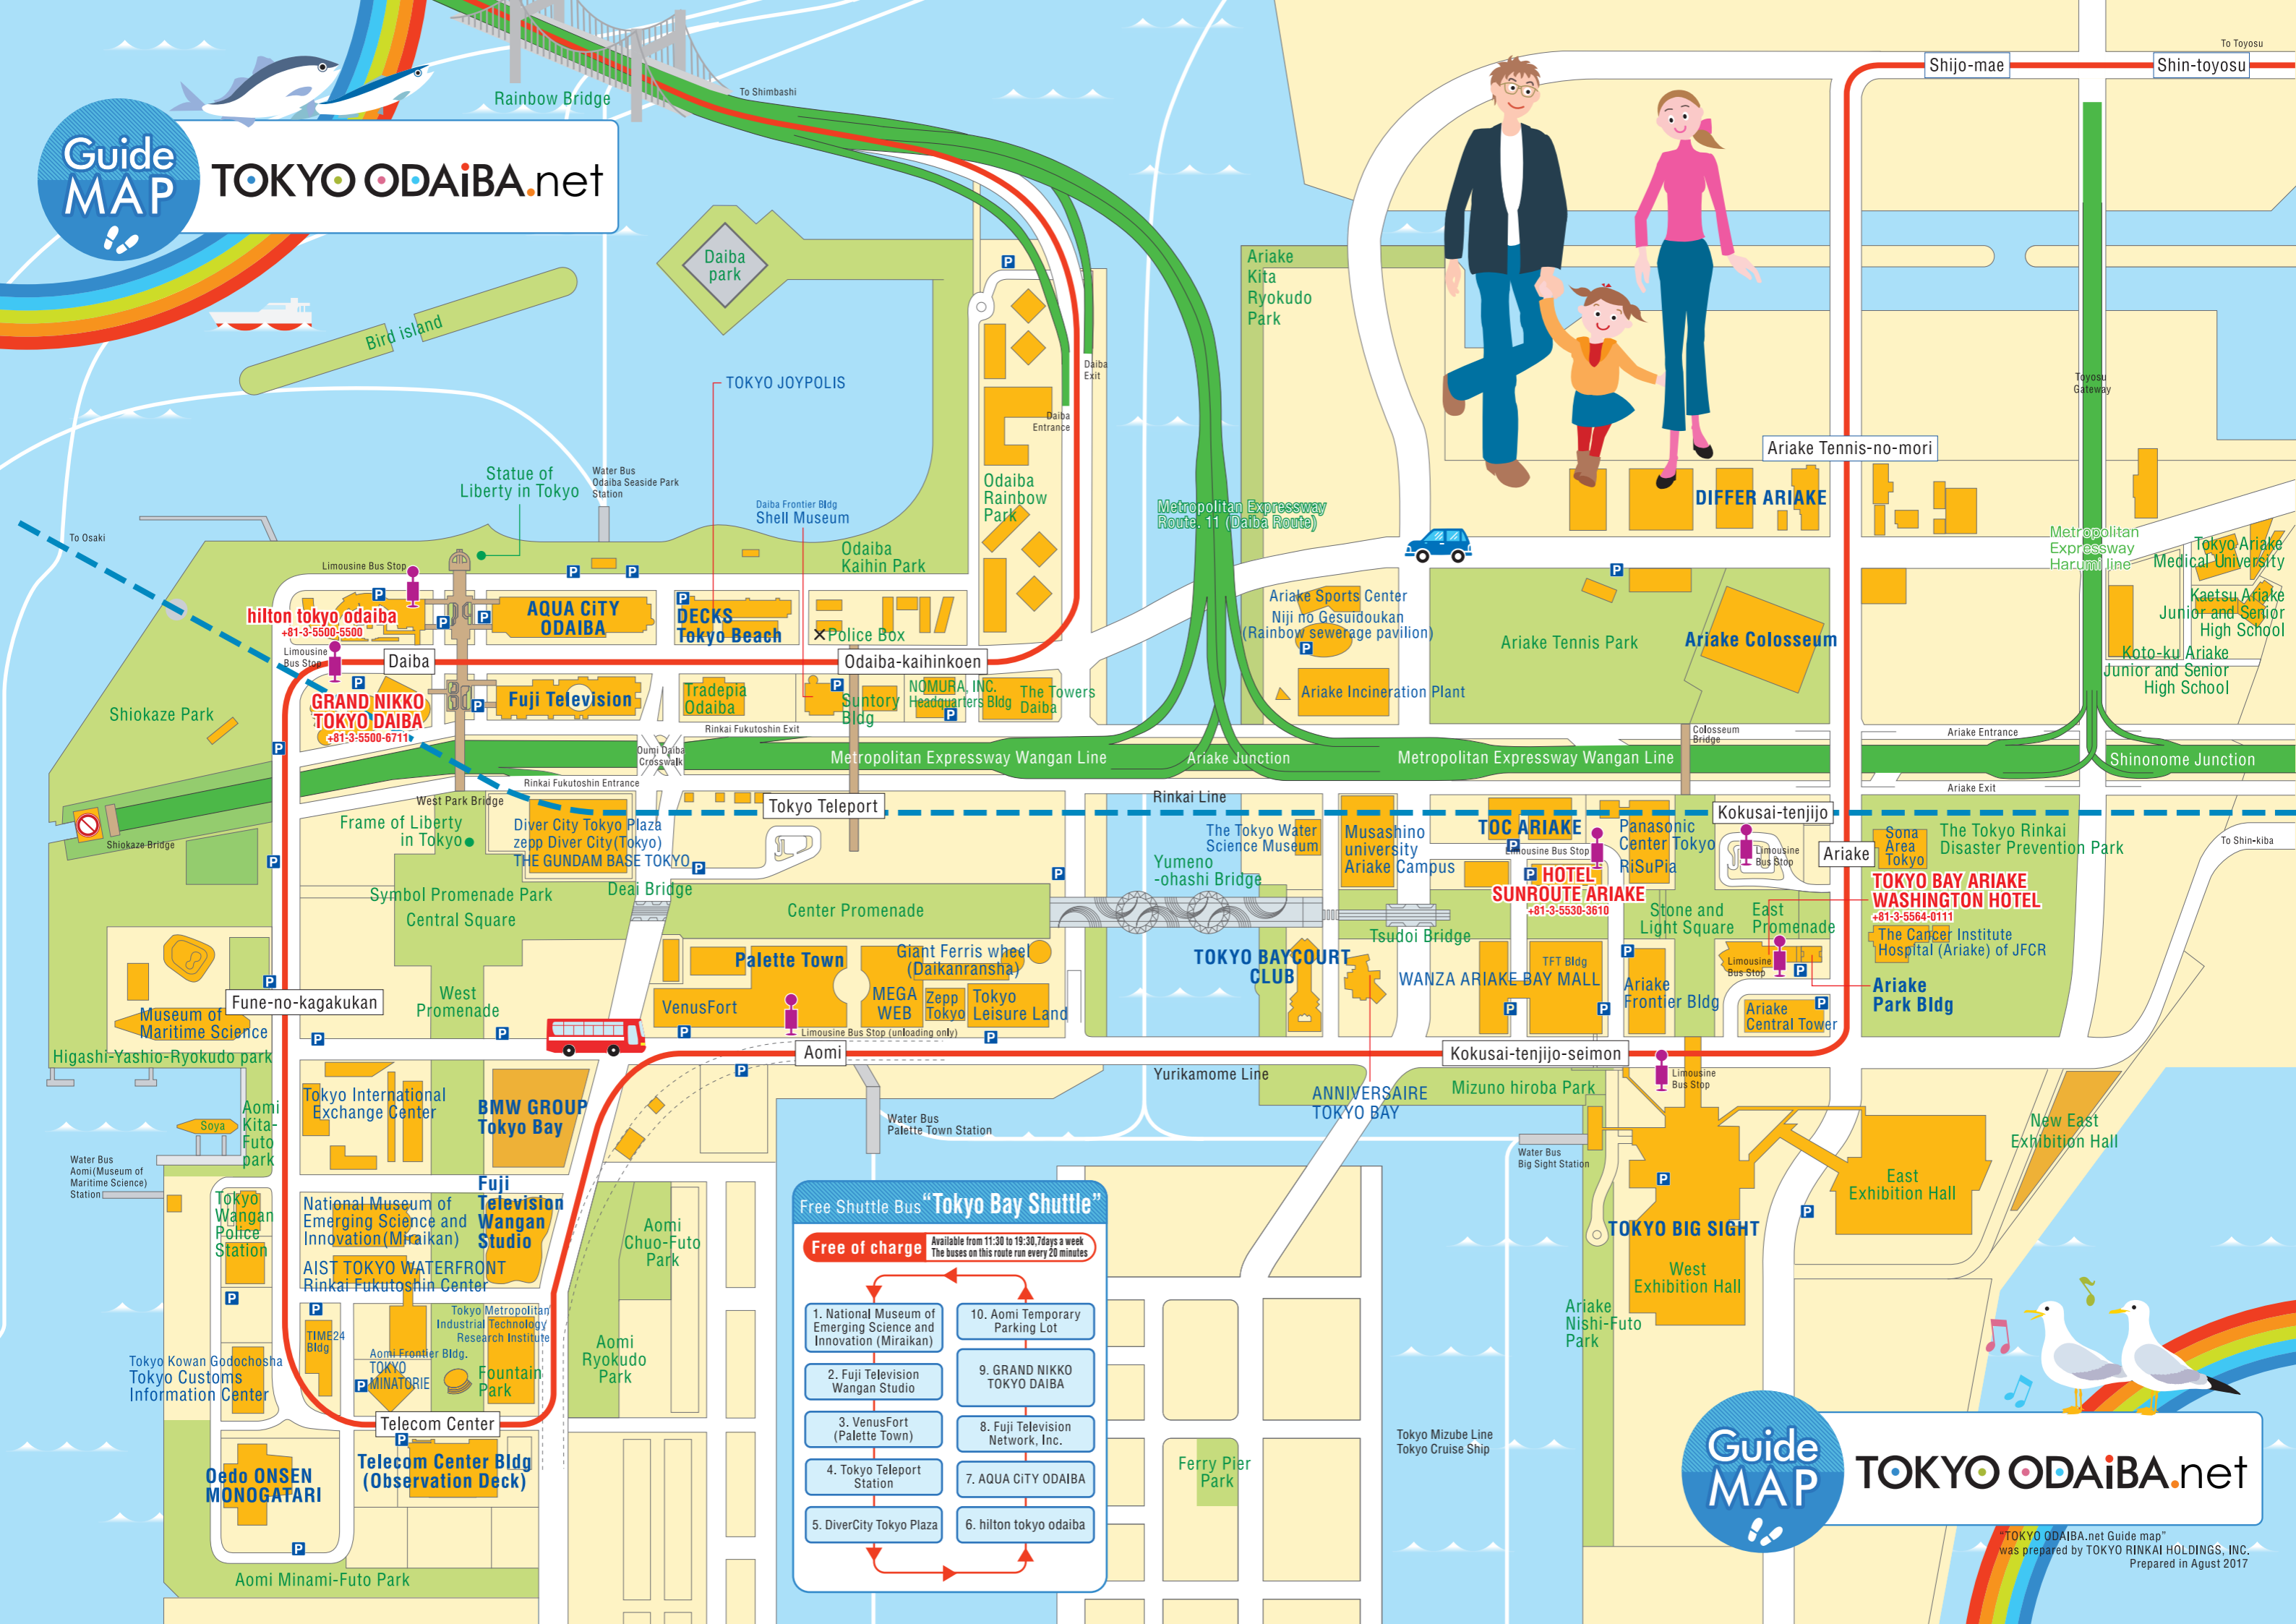 Guide
MAP
TOKYO ODAiBA.net
Rainbow Bridge
To Shimbashi
Shijo-mae
Shin-toyosu
To Toyosu
Daiba
park
Ariake
Kita
Ryokudo
Park
Bird island
TOKYO JOYPOLIS
Daiba
Exit
Daiba
Entrance
Toyosu
Gateway
Ariake Tennis-no-mori
Statue of
Liberty in Tokyo
Water Bus
Odaiba Seaside Park
Station
Odaiba
Rainbow
Park
Daiba Frontier Bldg
Shell Museum
Metropolitan Expressway
Route. 11 (Daiba Route)
DIFFER ARIAKE
To Osaki
Odaiba
Kaihin Park
Metropolitan
Expressway
Harumi line
Tokyo Ariake
Medical University
Limousine Bus Stop
hilton tokyo odaiba
+81-3-5500-5500
AQUA CiTY
ODAIBA
DECKS
Tokyo Beach
Police Box
Ariake Sports Center
Niji no Gesuidoukan
(Rainbow sewerage pavilion)
Ariake Tennis Park
Ariake Colosseum
Kaetsu Ariake
Junior and Senior
High School
Koto-ku Ariake
Junior and Senior
High School
Limousine
Bus Stop
Daiba
Odaiba-kaihinkoen
GRAND NIKKO
TOKYO DAIBA
+81-3-5500-6711
Fuji Television
Tradepia
Odaiba
Suntory
Bldg
NOMURA, INC.
Headquarters Bldg
The Towers
Daiba
Ariake Incineration Plant
Shiokaze Park
Rinkai Fukutoshin Exit
Oumi Daiba
Crosswalk
Colosseum
Bridge
Ariake Entrance
Metropolitan Expressway Wangan Line
Ariake Junction
Metropolitan Expressway Wangan Line
Shinonome Junction
Rinkai Fukutoshin Entrance
Ariake Exit
West Park Bridge
Tokyo Teleport
Rinkai Line
Kokusai-tenjijo
Shiokaze Bridge
Frame of Liberty
in Tokyo
Diver City Tokyo Plaza
zepp Diver City(Tokyo)
THE GUNDAM BASE TOKYO
The Tokyo Water
Science Museum
Musashino
university
Ariake Campus
TOC ARIAKE
Limousine Bus Stop
Panasonic
Center Tokyo
RiSuPia
Limousine
Bus Stop
Ariake
Sona
Area
Tokyo
The Tokyo Rinkai
Disaster Prevention Park
To Shin-kiba
Yumeno
-ohashi Bridge
HOTEL
SUNROUTE ARIAKE
+81-3-5530-3610
TOKYO BAY ARIAKE
WASHINGTON HOTEL
+81-3-5564-0111
Symbol Promenade Park
Central Square
Deai Bridge
Center Promenade
Stone and
Light Square
East
Promenade
Tsudoi Bridge
The Cancer Institute
Hospital (Ariake) of JFCR
Palette Town
Giant Ferris wheel
(Daikanransha)
TOKYO BAYCOURT
CLUB
TFT Bldg
WANZA ARIAKE BAY MALL
Limousine
Bus Stop
Ariake
Frontier Bldg
Ariake
Park Bldg
Ariake
Central Tower
Fune-no-kagakukan
Museum of
Maritime Science
West
Promenade
VenusFort
MEGA
WEB
Zepp
Tokyo
Tokyo
Leisure Land
Limousine Bus Stop (unloading only)
Higashi-Yashio-Ryokudo park
Aomi
Kokusai-tenjijo-seimon
Yurikamome Line
Limousine
Bus Stop
Tokyo International
Exchange Center
BMW GROUP
Tokyo Bay
ANNIVERSAIRE
TOKYO BAY
Mizuno hiroba Park
Aomi
Kita-
Futo
park
Soya
Water Bus
Palette Town Station
New East
Exhibition Hall
Water Bus
Aomi(Museum of
Maritime Science)
Station
Water Bus
Big Sight Station
East
Exhibition Hall
Tokyo
Wangan
Police
Station
National Museum of
Emerging Science and
Innovation(Miraikan)
Fuji
Television
Wangan
Studio
Aomi
Chuo-Futo
Park
TOKYO BIG SIGHT
AIST TOKYO WATERFRONT
Rinkai Fukutoshin Center
West
Exhibition Hall
Free Shuttle Bus "Tokyo Bay Shuttle"
Free of charge
Available from 11:30 to 19:30,7days a week
The buses on this route run every 20 minutes
1. National Museum of
Emerging Science and
Innovation (Miraikan)
2. Fuji Television
Wangan Studio
3. VenusFort
(Palette Town)
4. Tokyo Teleport
Station
5. DiverCity Tokyo Plaza
10. Aomi Temporary
Parking Lot
9. GRAND NIKKO
TOKYO DAIBA
8. Fuji Television
Network, Inc.
7. AQUA CiTY ODAIBA
6. hilton tokyo odaiba
Tokyo Metropolitan
Industrial Technology
Research Institute
TIME24
Bldg
Aomi Frontier Bldg.
TOKYO
MINATORIE
Fountain
Park
Aomi
Ryokudo
Park
Ariake
Nishi-Futo
Park
Tokyo Kowan Godochosha
Tokyo Customs
Information Center
Telecom Center
Telecom Center Bldg
(Observation Deck)
Oedo ONSEN
MONOGATARI
Aomi Minami-Futo Park
Ferry Pier
Park
Tokyo Mizube Line
Tokyo Cruise Ship
Guide
MAP
TOKYO ODAiBA.net
"TOKYO ODAIBA.net Guide map"
was prepared by TOKYO RINKAI HOLDINGS, INC.
Prepared in Agust 2017